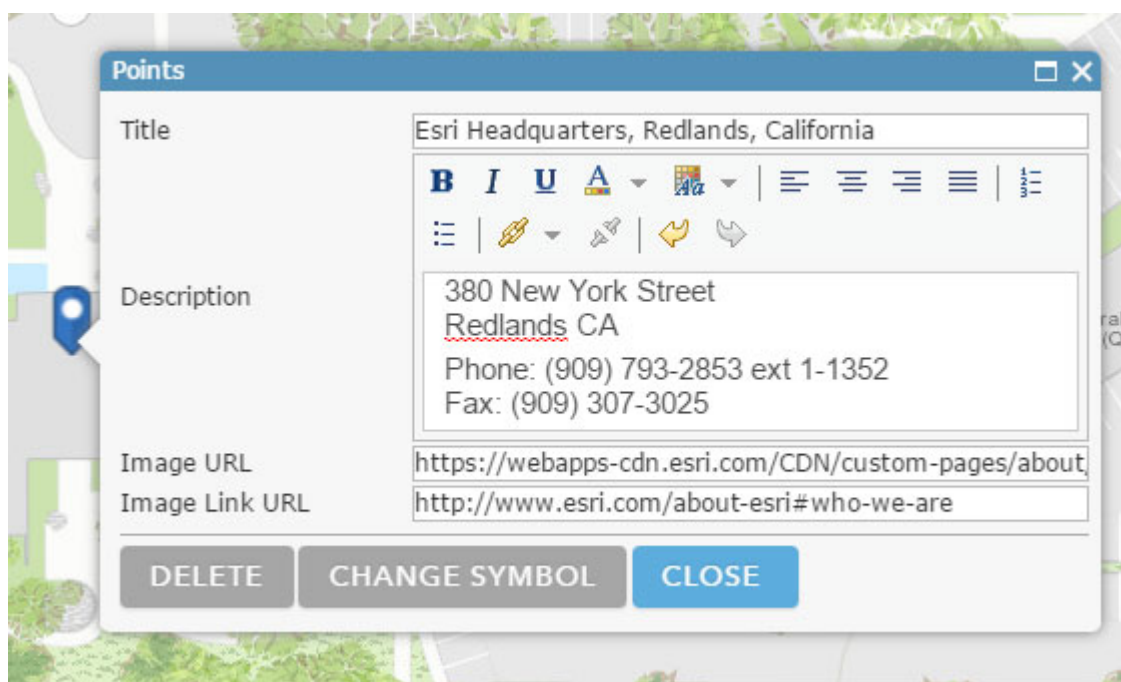 Points
Title
Esri Headquarters, Redlands, California
B I U A Aa
Description
380 New York Street
Redlands CA
Phone: (909) 793-2853 ext 1-1352
Fax: (909) 307-3025
Image URL
https://webapps-cdn.esri.com/CDN/custom-pages/about
Image Link URL
http://www.esri.com/about-esri#who-we-are
DELETE
CHANGE SYMBOL
CLOSE